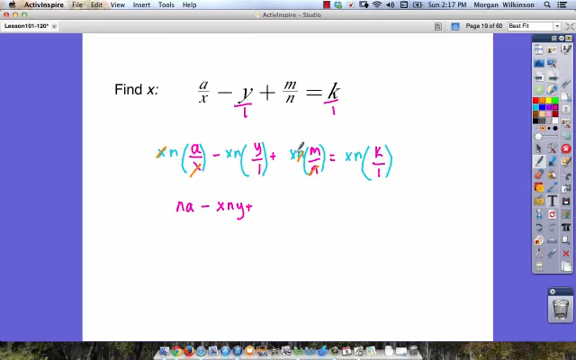 ActivInspire File Edit View Insert Tools Help Sun 2:17 PM Morgan Wilkinson
ActivInspire – Studio
Lesson101-120* Page 19 of 60 Best Fit
Find x: a/x − y/1 + m/n = k/1
xn(a/x) − xn(y/1) + xn(m/n) = xn(k/1)
na − xny+